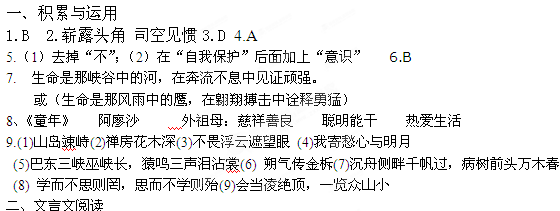 一、积累与运用
1.B 2.崭露头角 司空见惯 3.D 4.A
5.(1)去掉“不”；(2)在“自我保护”后面加上“意识” 6.B
7. 生命是那峡谷中的河，在奔流不息中见证顽强。
或（生命是那风雨中的鹰，在翱翔搏击中诠释勇猛）
8、《童年》 阿廖沙 外祖母：慈祥善良 聪明能干 热爱生活
9.(1)山岛竦峙(2)禅房花木深(3)不畏浮云遮望眼 (4)我寄愁心与明月
(5)巴东三峡巫峡长，猿鸣三声泪沾裳(6) 朔气传金柝(7)沉舟侧畔千帆过，病树前头万木春
(8) 学而不思则罔，思而不学则殆(9)会当凌绝顶，一览众山小
二、文言文阅读